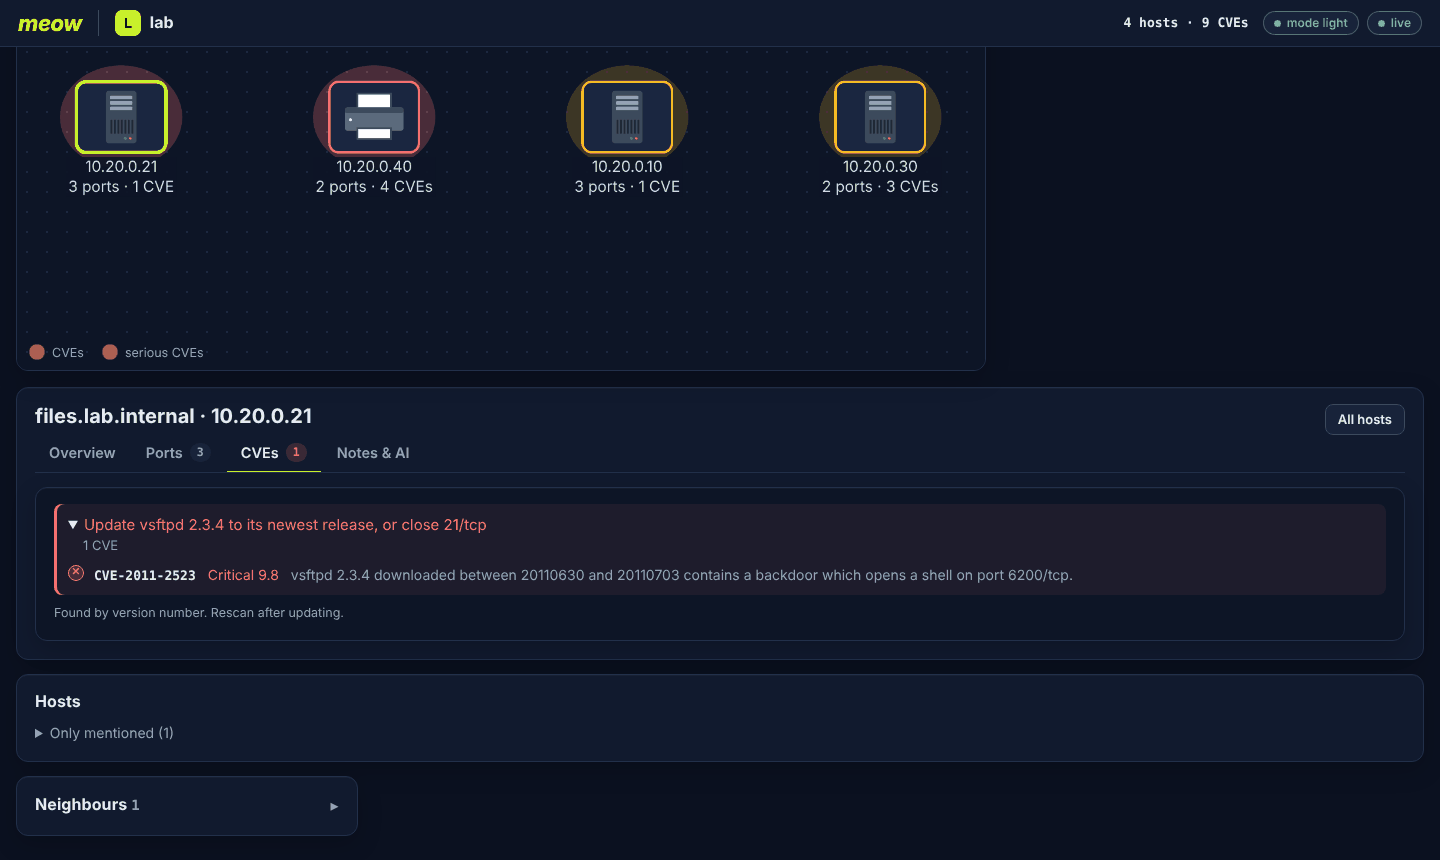 meow
L lab
4 hosts · 9 CVEs
mode light
live
10.20.0.21
3 ports · 1 CVE
10.20.0.40
2 ports · 4 CVEs
10.20.0.10
3 ports · 1 CVE
10.20.0.30
2 ports · 3 CVEs
CVEs
serious CVEs
files.lab.internal · 10.20.0.21
All hosts
Overview
Ports 3
CVEs 1
Notes & AI
Update vsftpd 2.3.4 to its newest release, or close 21/tcp
1 CVE
CVE-2011-2523 Critical 9.8 vsftpd 2.3.4 downloaded between 20110630 and 20110703 contains a backdoor which opens a shell on port 6200/tcp.
Found by version number. Rescan after updating.
Hosts
Only mentioned (1)
Neighbours 1